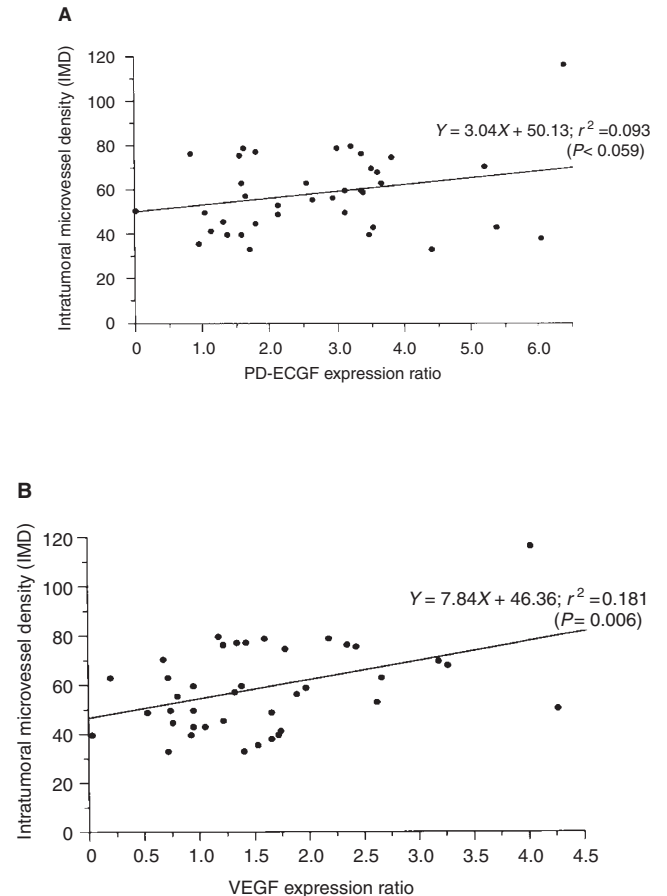 A
Intratumoral microvessel density (IMD)
120
100
80
60
40
20
0
Y = 3.04X + 50.13; r² =0.093
(P< 0.059)
0 1.0 2.0 3.0 4.0 5.0 6.0
PD-ECGF expression ratio
B
Intratumoral microvessel density (IMD)
120
100
80
60
40
20
0
Y = 7.84X + 46.36; r² =0.181
(P= 0.006)
0 0.5 1.0 1.5 2.0 2.5 3.0 3.5 4.0 4.5
VEGF expression ratio